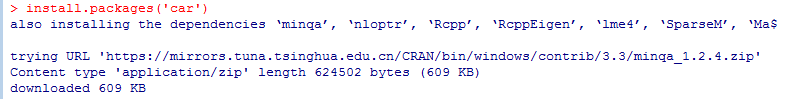 > install.packages('car')
also installing the dependencies ‘minqa’, ‘nloptr’, ‘Rcpp’, ‘RcppEigen’, ‘lme4’, ‘SparseM’, ‘Ma$
trying URL 'https://mirrors.tuna.tsinghua.edu.cn/CRAN/bin/windows/contrib/3.3/minqa_1.2.4.zip'
Content type 'application/zip' length 624502 bytes (609 KB)
downloaded 609 KB